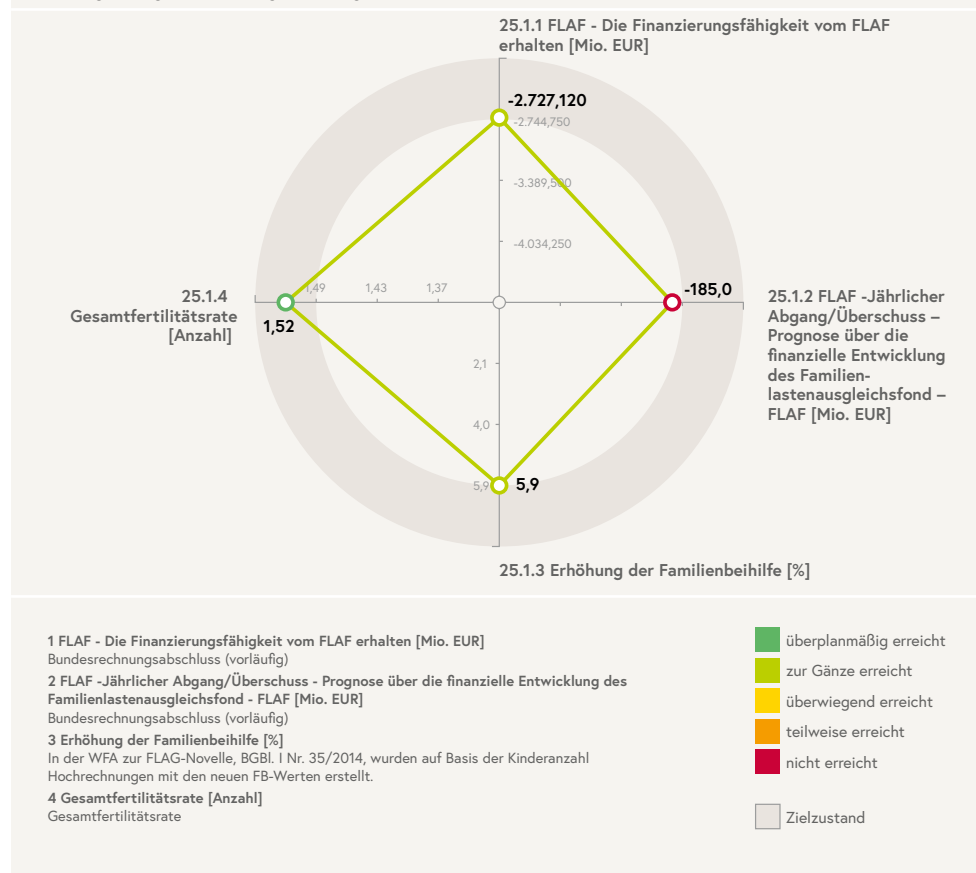 25.1.1 FLAF - Die Finanzierungsfähigkeit vom FLAF
erhalten [Mio. EUR]
-2.727,120
-2.744,750
-3.389,500
-4.034,250
1,49
1,43
1,37
-185,0
25.1.4
Gesamtfertilitätsrate
[Anzahl]
1,52
25.1.2 FLAF -Jährlicher
Abgang/Überschuss –
Prognose über die
finanzielle Entwicklung
des Familien-
lastenausgleichsfond –
FLAF [Mio. EUR]
2,1
4,0
5,9
5,9
25.1.3 Erhöhung der Familienbeihilfe [%]
1 FLAF - Die Finanzierungsfähigkeit vom FLAF erhalten [Mio. EUR]
Bundesrechnungsabschluss (vorläufig)
2 FLAF -Jährlicher Abgang/Überschuss - Prognose über die finanzielle Entwicklung des
Familienlastenausgleichsfond - FLAF [Mio. EUR]
Bundesrechnungsabschluss (vorläufig)
3 Erhöhung der Familienbeihilfe [%]
In der WFA zur FLAG-Novelle, BGBl. I Nr. 35/2014, wurden auf Basis der Kinderanzahl
Hochrechnungen mit den neuen FB-Werten erstellt.
4 Gesamtfertilitätsrate [Anzahl]
Gesamtfertilitätsrate
überplanmäßig erreicht
zur Gänze erreicht
überwiegend erreicht
teilweise erreicht
nicht erreicht
Zielzustand